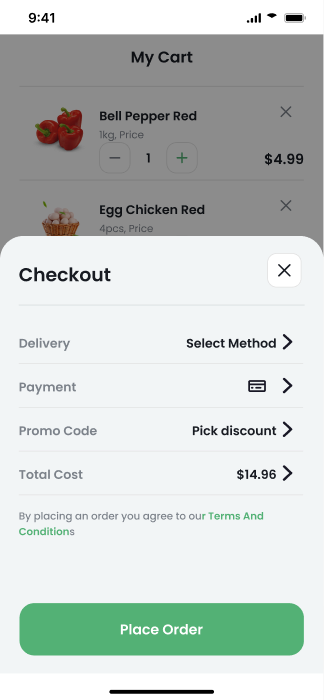 9:41
My Cart
Bell Pepper Red
1kg, Price
1
$4.99
Egg Chicken Red
4pcs, Price
Checkout
Delivery Select Method
Payment
Promo Code Pick discount
Total Cost $14.96
By placing an order you agree to our Terms And
Conditions
Place Order